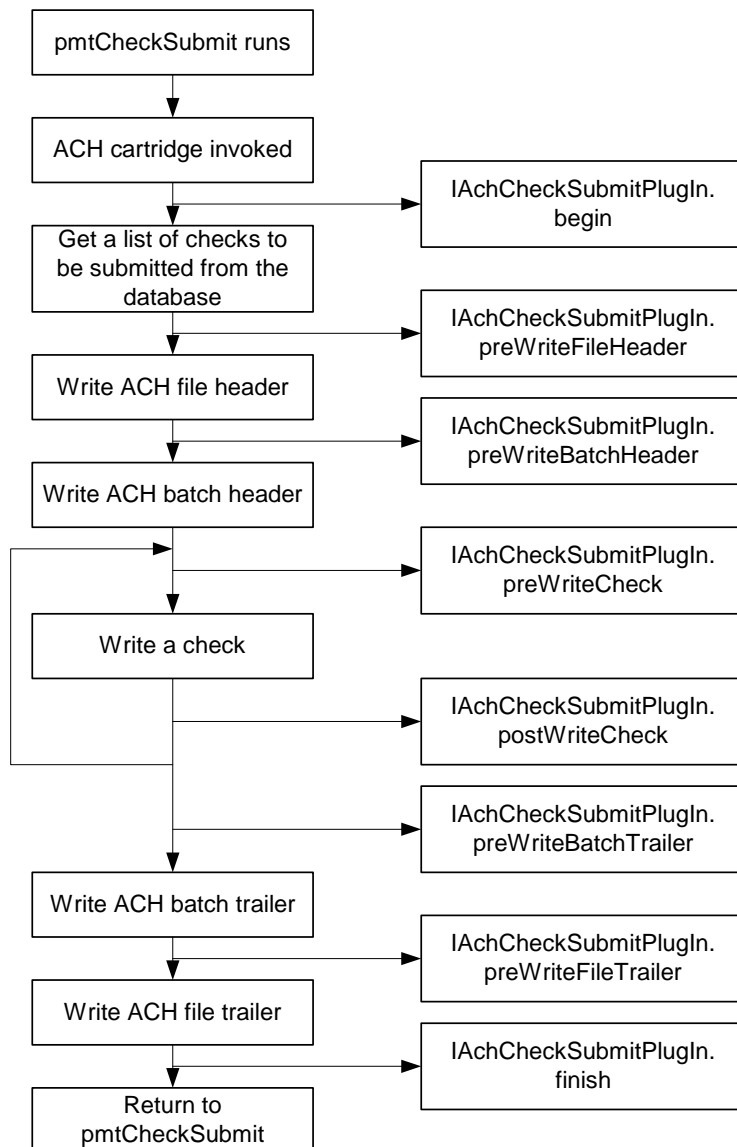 pmtCheckSubmit runs
ACH cartridge invoked
IAchCheckSubmitPlugIn.
begin
Get a list of checks to
be submitted from the
database
IAchCheckSubmitPlugIn.
preWriteFileHeader
Write ACH file header
IAchCheckSubmitPlugIn.
preWriteBatchHeader
Write ACH batch header
IAchCheckSubmitPlugIn.
preWriteCheck
Write a check
IAchCheckSubmitPlugIn.
postWriteCheck
IAchCheckSubmitPlugIn.
preWriteBatchTrailer
Write ACH batch trailer
IAchCheckSubmitPlugIn.
preWriteFileTrailer
Write ACH file trailer
IAchCheckSubmitPlugIn.
finish
Return to
pmtCheckSubmit